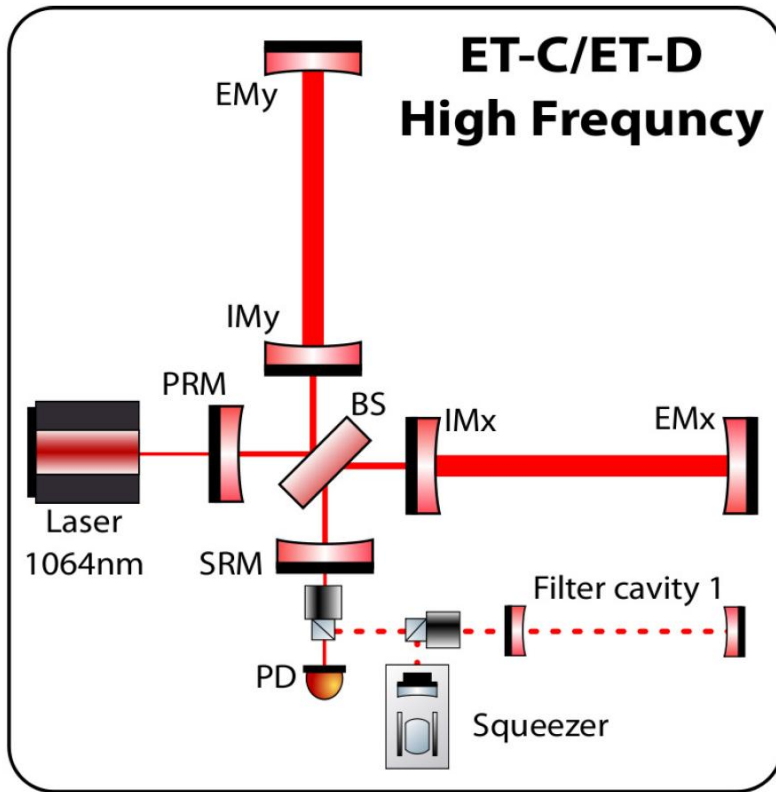 ET-C/ET-D
High Frequncy
EMy
IMy
PRM
BS
IMx
EMx
Laser
1064nm
SRM
Filter cavity 1
PD
Squeezer